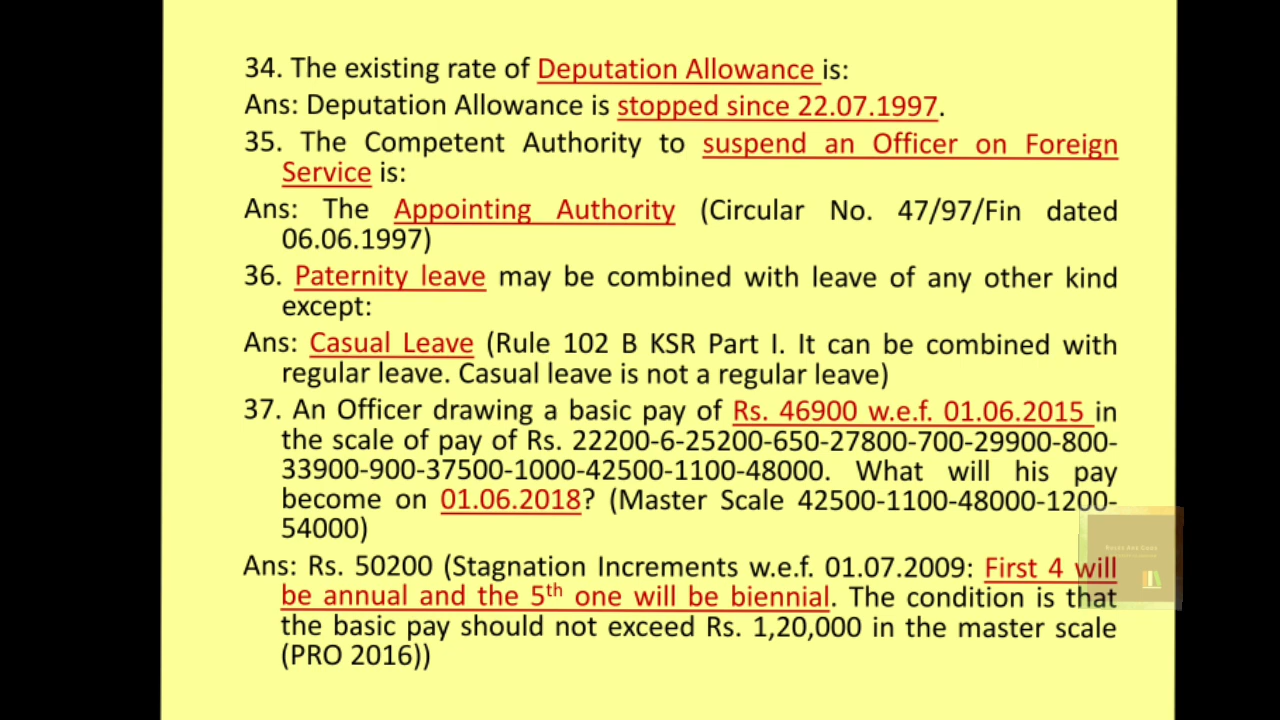 34. The existing rate of Deputation Allowance is:
Ans: Deputation Allowance is stopped since 22.07.1997.
35. The Competent Authority to suspend an Officer on Foreign
Service is:
Ans: The Appointing Authority (Circular No. 47/97/Fin dated
06.06.1997)
36. Paternity leave may be combined with leave of any other kind
except:
Ans: Casual Leave (Rule 102 B KSR Part I. It can be combined with
regular leave. Casual leave is not a regular leave)
37. An Officer drawing a basic pay of Rs. 46900 w.e.f. 01.06.2015 in
the scale of pay of Rs. 22200-6-25200-650-27800-700-29900-800-
33900-900-37500-1000-42500-1100-48000. What will his pay
become on 01.06.2018? (Master Scale 42500-1100-48000-1200-
54000)
Ans: Rs. 50200 (Stagnation Increments w.e.f. 01.07.2009: First 4 will
be annual and the 5th one will be biennial. The condition is that
the basic pay should not exceed Rs. 1,20,000 in the master scale
(PRO 2016))